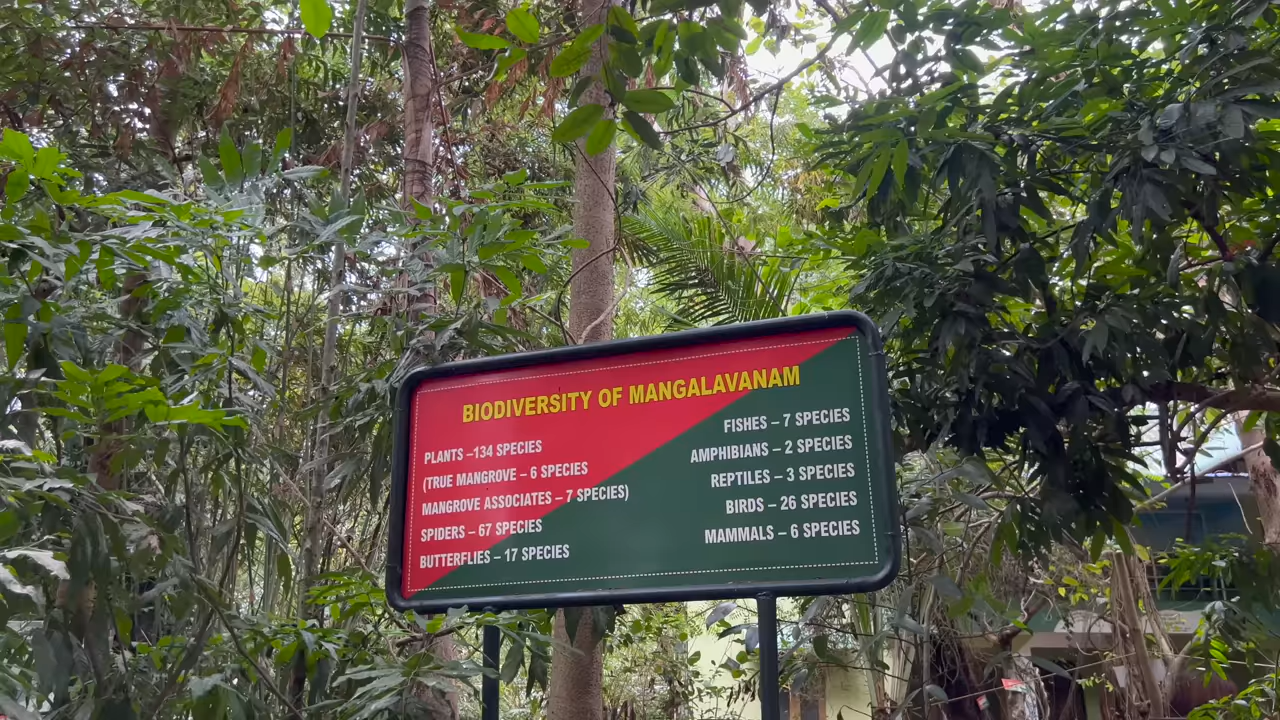 BIODIVERSITY OF MANGALAVANAM
PLANTS –134 SPECIES
(TRUE MANGROVE – 6 SPECIES
MANGROVE ASSOCIATES – 7 SPECIES)
SPIDERS – 67 SPECIES
BUTTERFLIES – 17 SPECIES
FISHES – 7 SPECIES
AMPHIBIANS – 2 SPECIES
REPTILES – 3 SPECIES
BIRDS – 26 SPECIES
MAMMALS – 6 SPECIES